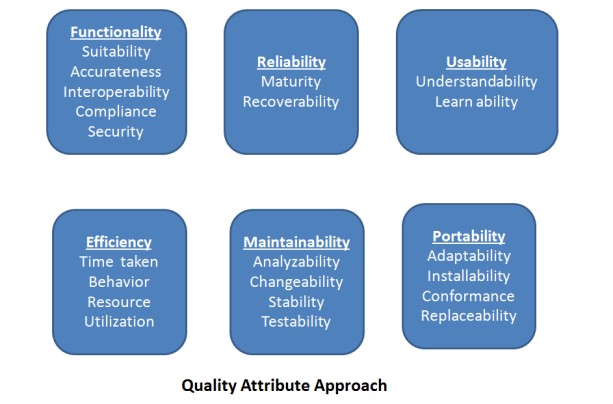 Functionality
Suitability
Accurateness
Interoperability
Compliance
Security
Reliability
Maturity
Recoverability
Usability
Understandability
Learn ability
Efficiency
Time taken
Behavior
Resource
Utilization
Maintainability
Analyzability
Changeability
Stability
Testability
Portability
Adaptability
Installability
Conformance
Replaceability
Quality Attribute Approach